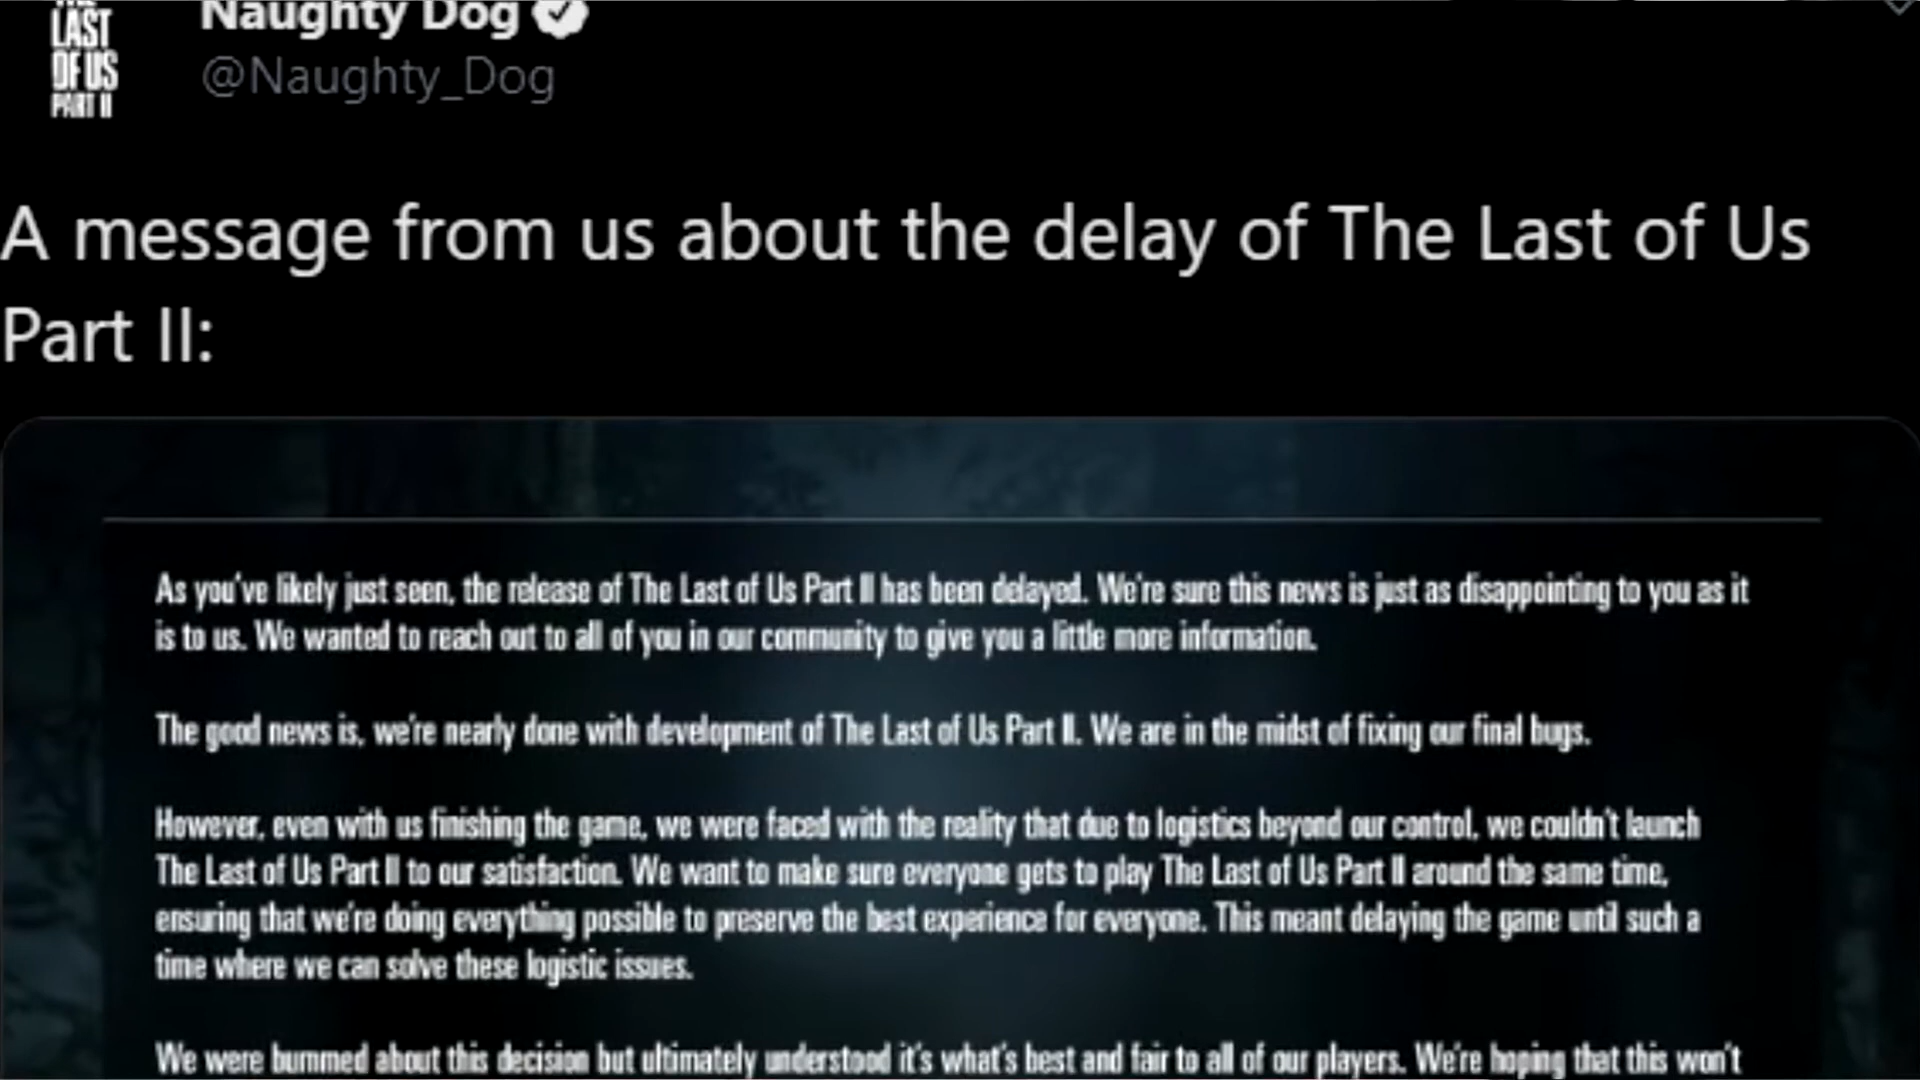 THE
LAST
OF US
PART II
Naughty Dog
@Naughty_Dog
A message from us about the delay of The Last of Us
Part II:
As you've likely just seen, the release of The Last of Us Part II has been delayed. We're sure this news is just as disappointing to you as it
is to us. We wanted to reach out to all of you in our community to give you a little more information.
The good news is, we're nearly done with development of The Last of Us Part II. We are in the midst of fixing our final bugs.
However, even with us finishing the game, we were faced with the reality that due to logistics beyond our control, we couldn't launch
The Last of Us Part II to our satisfaction. We want to make sure everyone gets to play The Last of Us Part II around the same time,
ensuring that we're doing everything possible to preserve the best experience for everyone. This meant delaying the game until such a
time where we can solve these logistic issues.
We were bummed about this decision but ultimately understood it's what's best and fair to all of our players. We're hoping that this won't